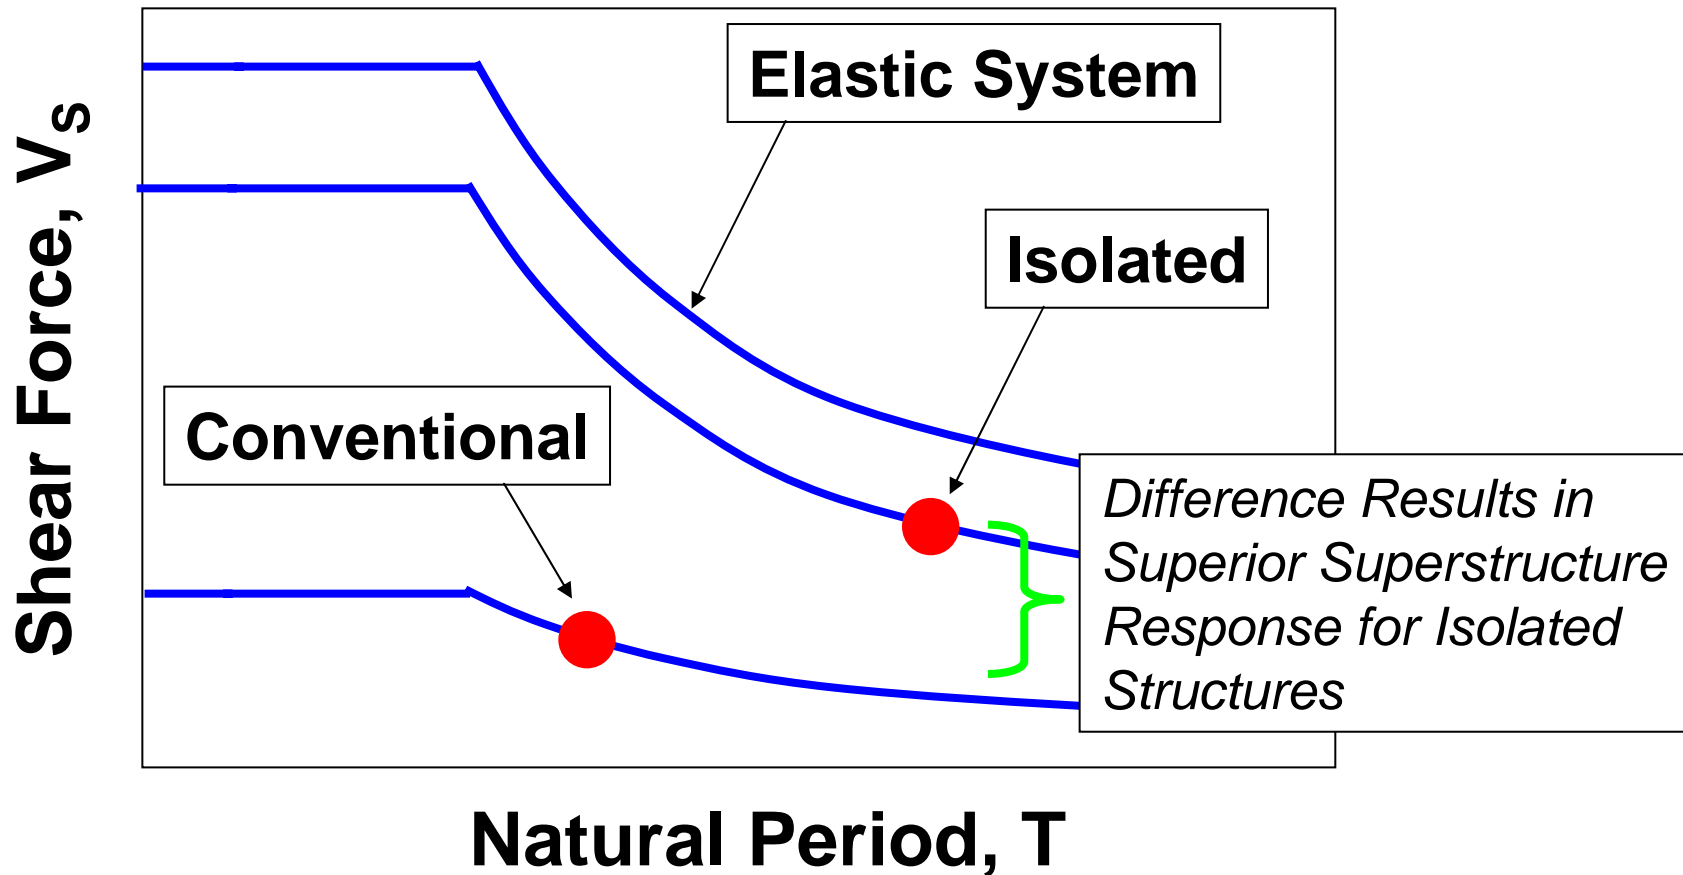 Elastic System
Shear Force, VS
Isolated
Conventional
Difference Results in
Superior Superstructure
Response for Isolated
Structures
Natural Period, T